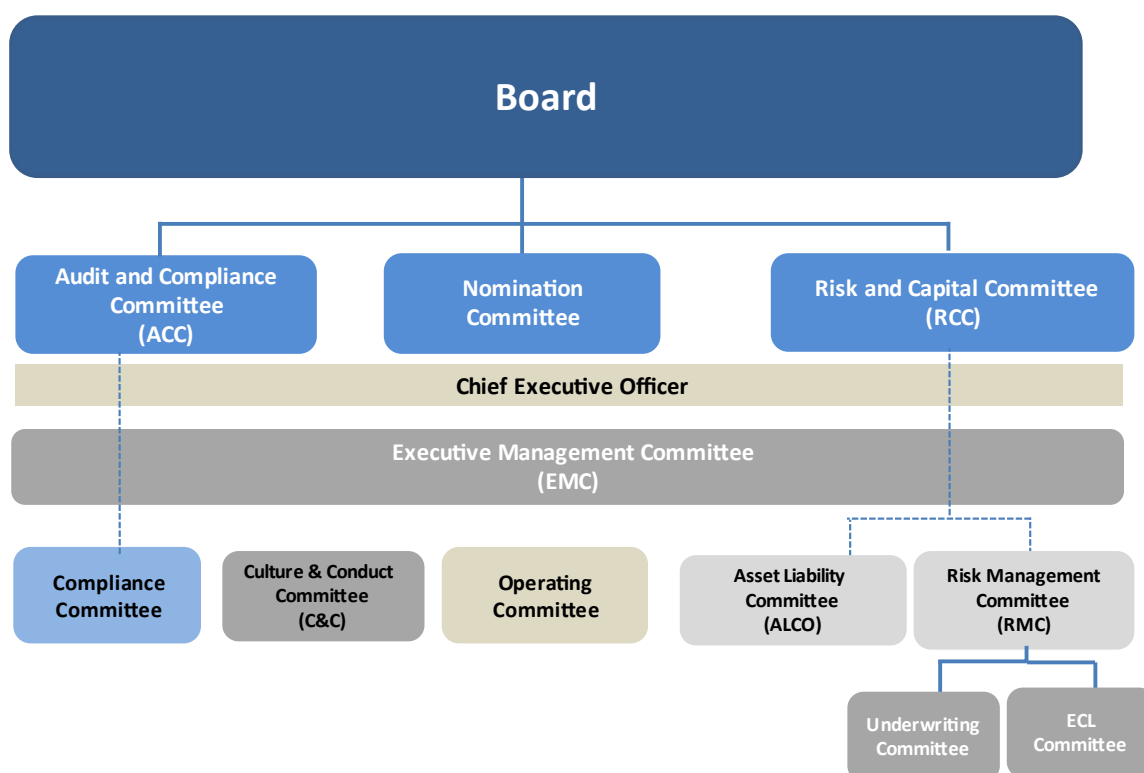 Board
Audit and Compliance
Committee
(ACC)
Nomination
Committee
Risk and Capital Committee
(RCC)
Chief Executive Officer
Executive Management Committee
(EMC)
Compliance
Committee
Culture & Conduct
Committee
(C&C)
Operating
Committee
Asset Liability
Committee
(ALCO)
Risk Management
Committee
(RMC)
Underwriting
Committee
ECL
Committee